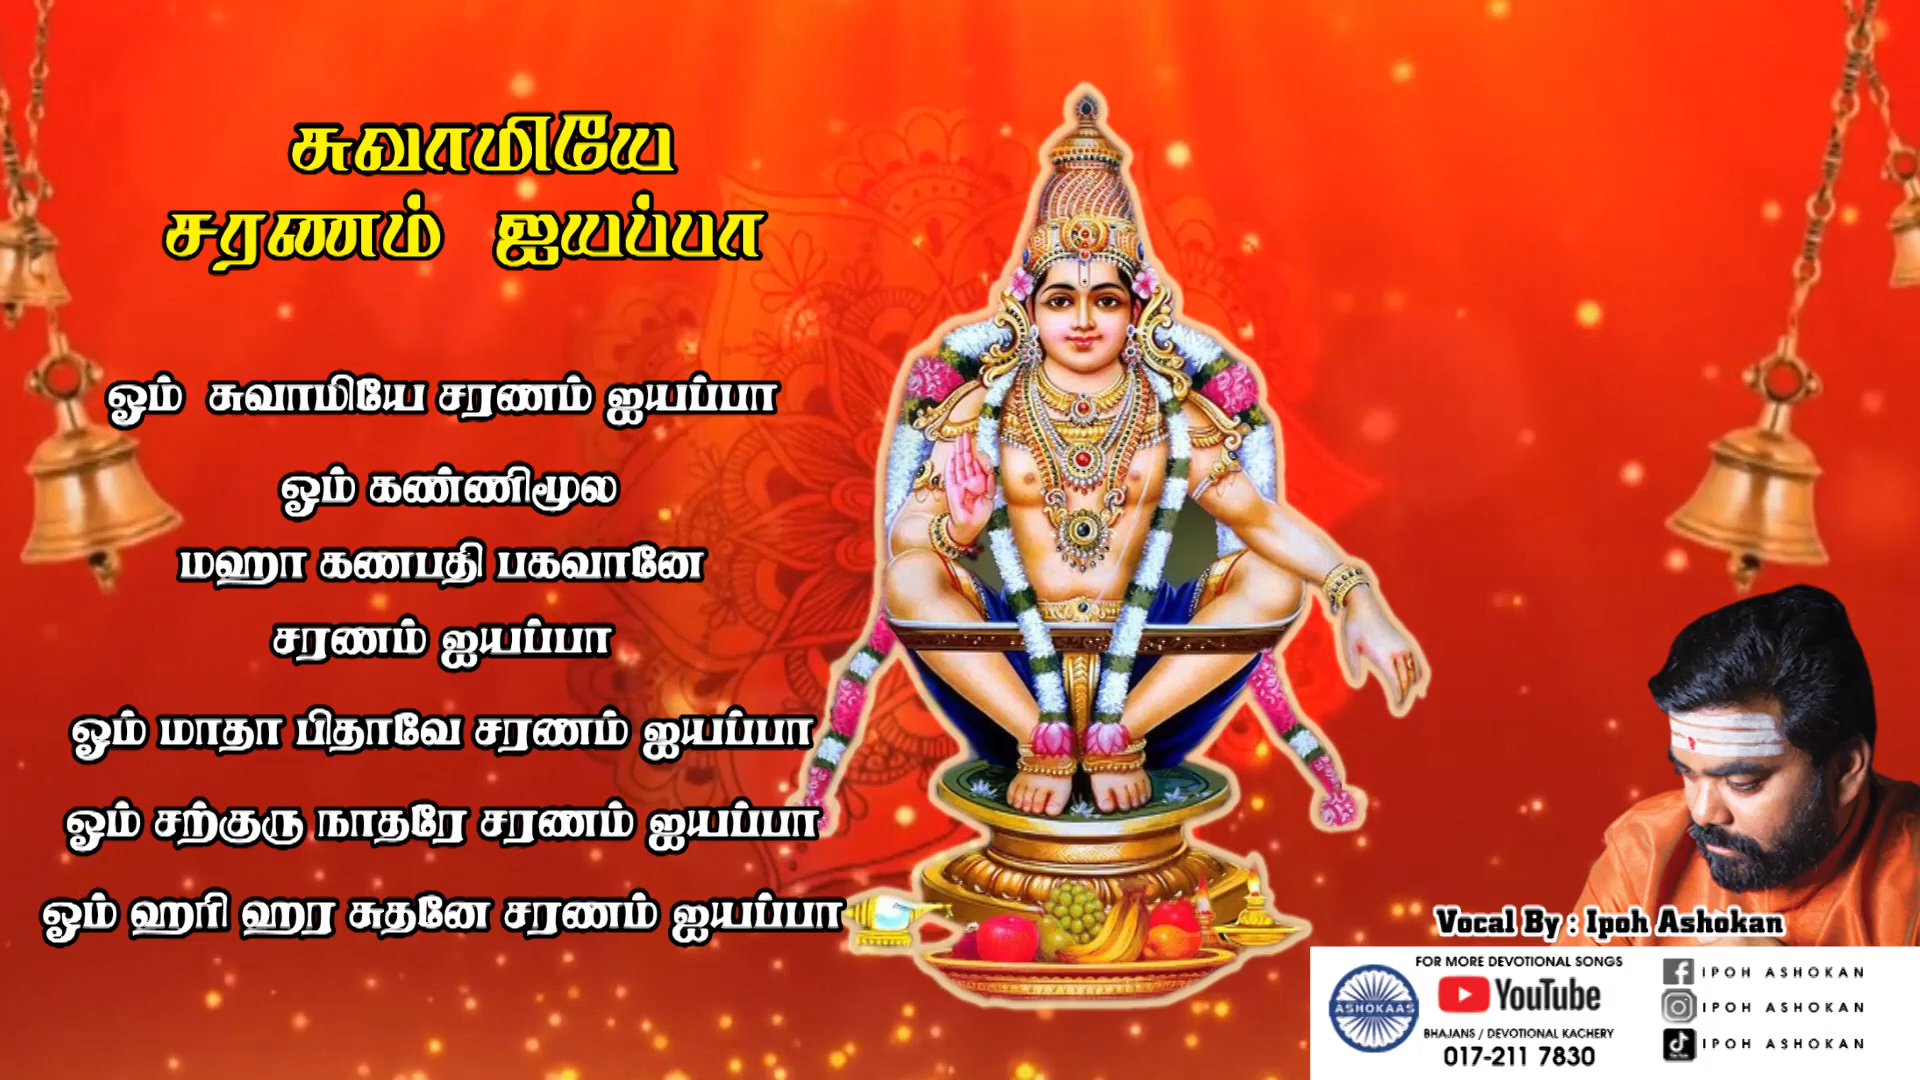 சுவாமியே
சரணம் ஐயப்பா
ஓம் சுவாமியே சரணம் ஐயப்பா
ஓம் கண்ணிமூல
மஹா கணபதி பகவானே
சரணம் ஐயப்பா
ஓம் மாதா பிதாவே சரணம் ஐயப்பா
ஓம் சற்குரு நாதரே சரணம் ஐயப்பா
ஓம் ஹரி ஹர சுதனே சரணம் ஐயப்பா
Vocal By : Ipoh Ashokan
FOR MORE DEVOTIONAL SONGS
YouTube
BHAJANS / DEVOTIONAL KACHERY
017-211 7830
ASHOKAAS
IPOH ASHOKAN
IPOH ASHOKAN
IPOH ASHOKAN